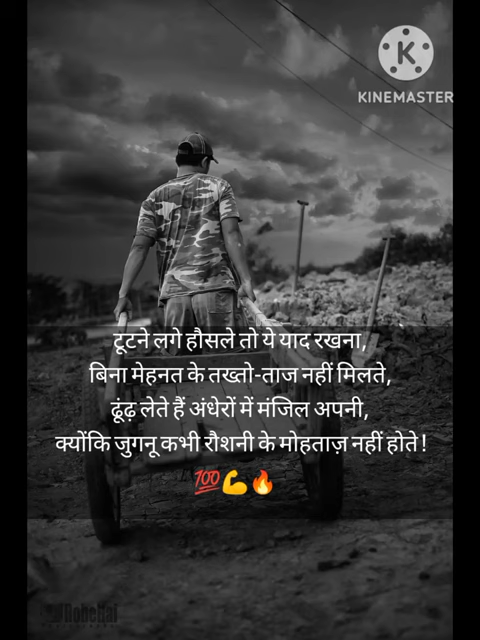 KINEMASTER
टूटने लगे हौसले तो ये याद रखना,
बिना मेहनत के तख्तो-ताज नहीं मिलते,
ढूंढ़ लेते हैं अंधेरों में मंजिल अपनी,
क्योंकि जुगनू कभी रौशनी के मोहताज़ नहीं होते!
💯💪🔥